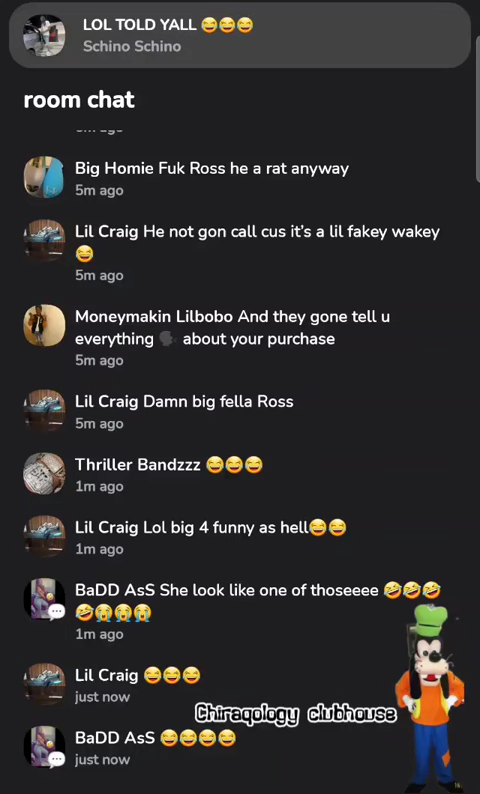 LOL TOLD YALL 😂😂😂
Schino Schino
room chat
Big Homie Fuk Ross he a rat anyway
5m ago
Lil Craig He not gon call cus it's a lil fakey wakey
😂
5m ago
Moneymakin Lilbobo And they gone tell u
everything 🗣 about your purchase
5m ago
Lil Craig Damn big fella Ross
5m ago
Thriller Bandzzz 😂😂😂
1m ago
Lil Craig Lol big 4 funny as hell😂😂
1m ago
BaDD AsS She look like one of thoseeee 🤣🤣🤣
🤣😭😭😭
1m ago
Lil Craig 😂😂😂
just now
Chiraqology clubhouse
BaDD AsS 😂😂😂😂
just now